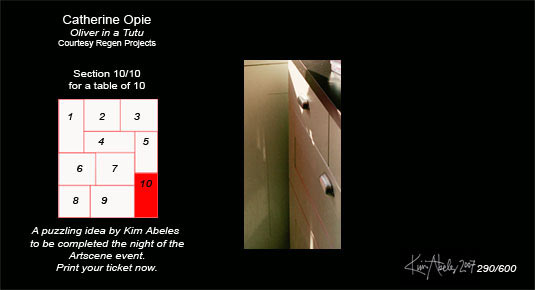 Catherine Opie
Oliver in a Tutu
Courtesy Regen Projects
Section 10/10
for a table of 10
1 2 3
4 5
6 7
10
8 9
A puzzling idea by Kim Abeles
to be completed the night of the
Artscene event.
Print your ticket now.
Kim Abeles 2007 290/600